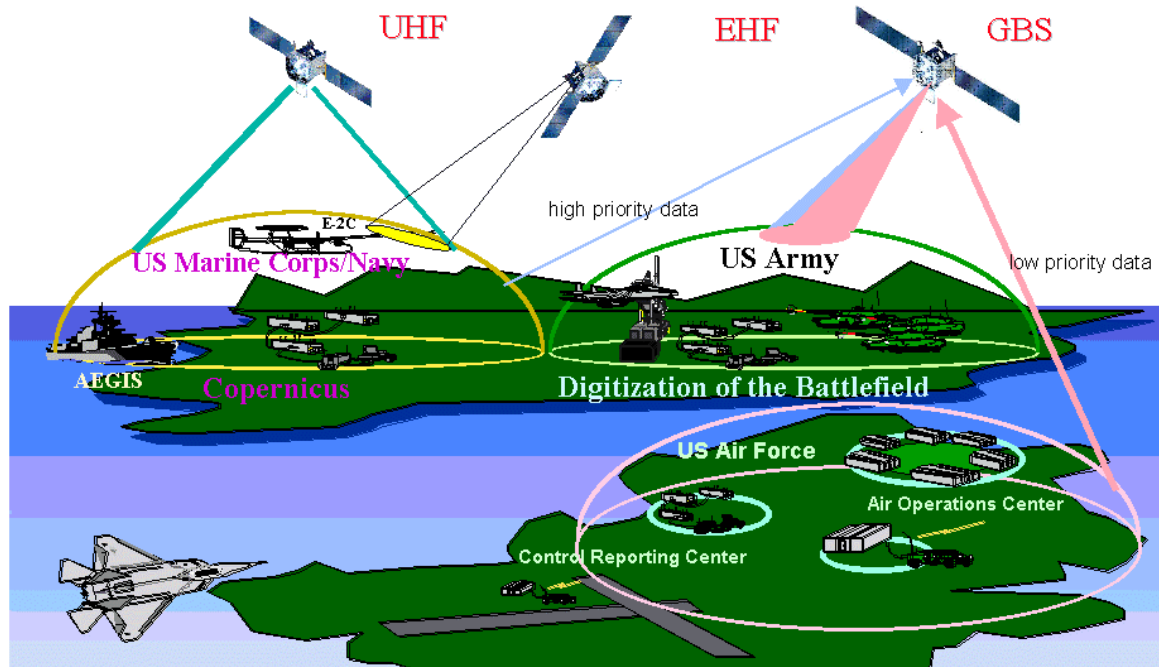 UHF
EHF
GBS
high priority data
E-2C
US Marine Corps/Navy
US Army
low priority data
AEGIS
Copernicus
Digitization of the Battlefield
US Air Force
Air Operations Center
Control Reporting Center